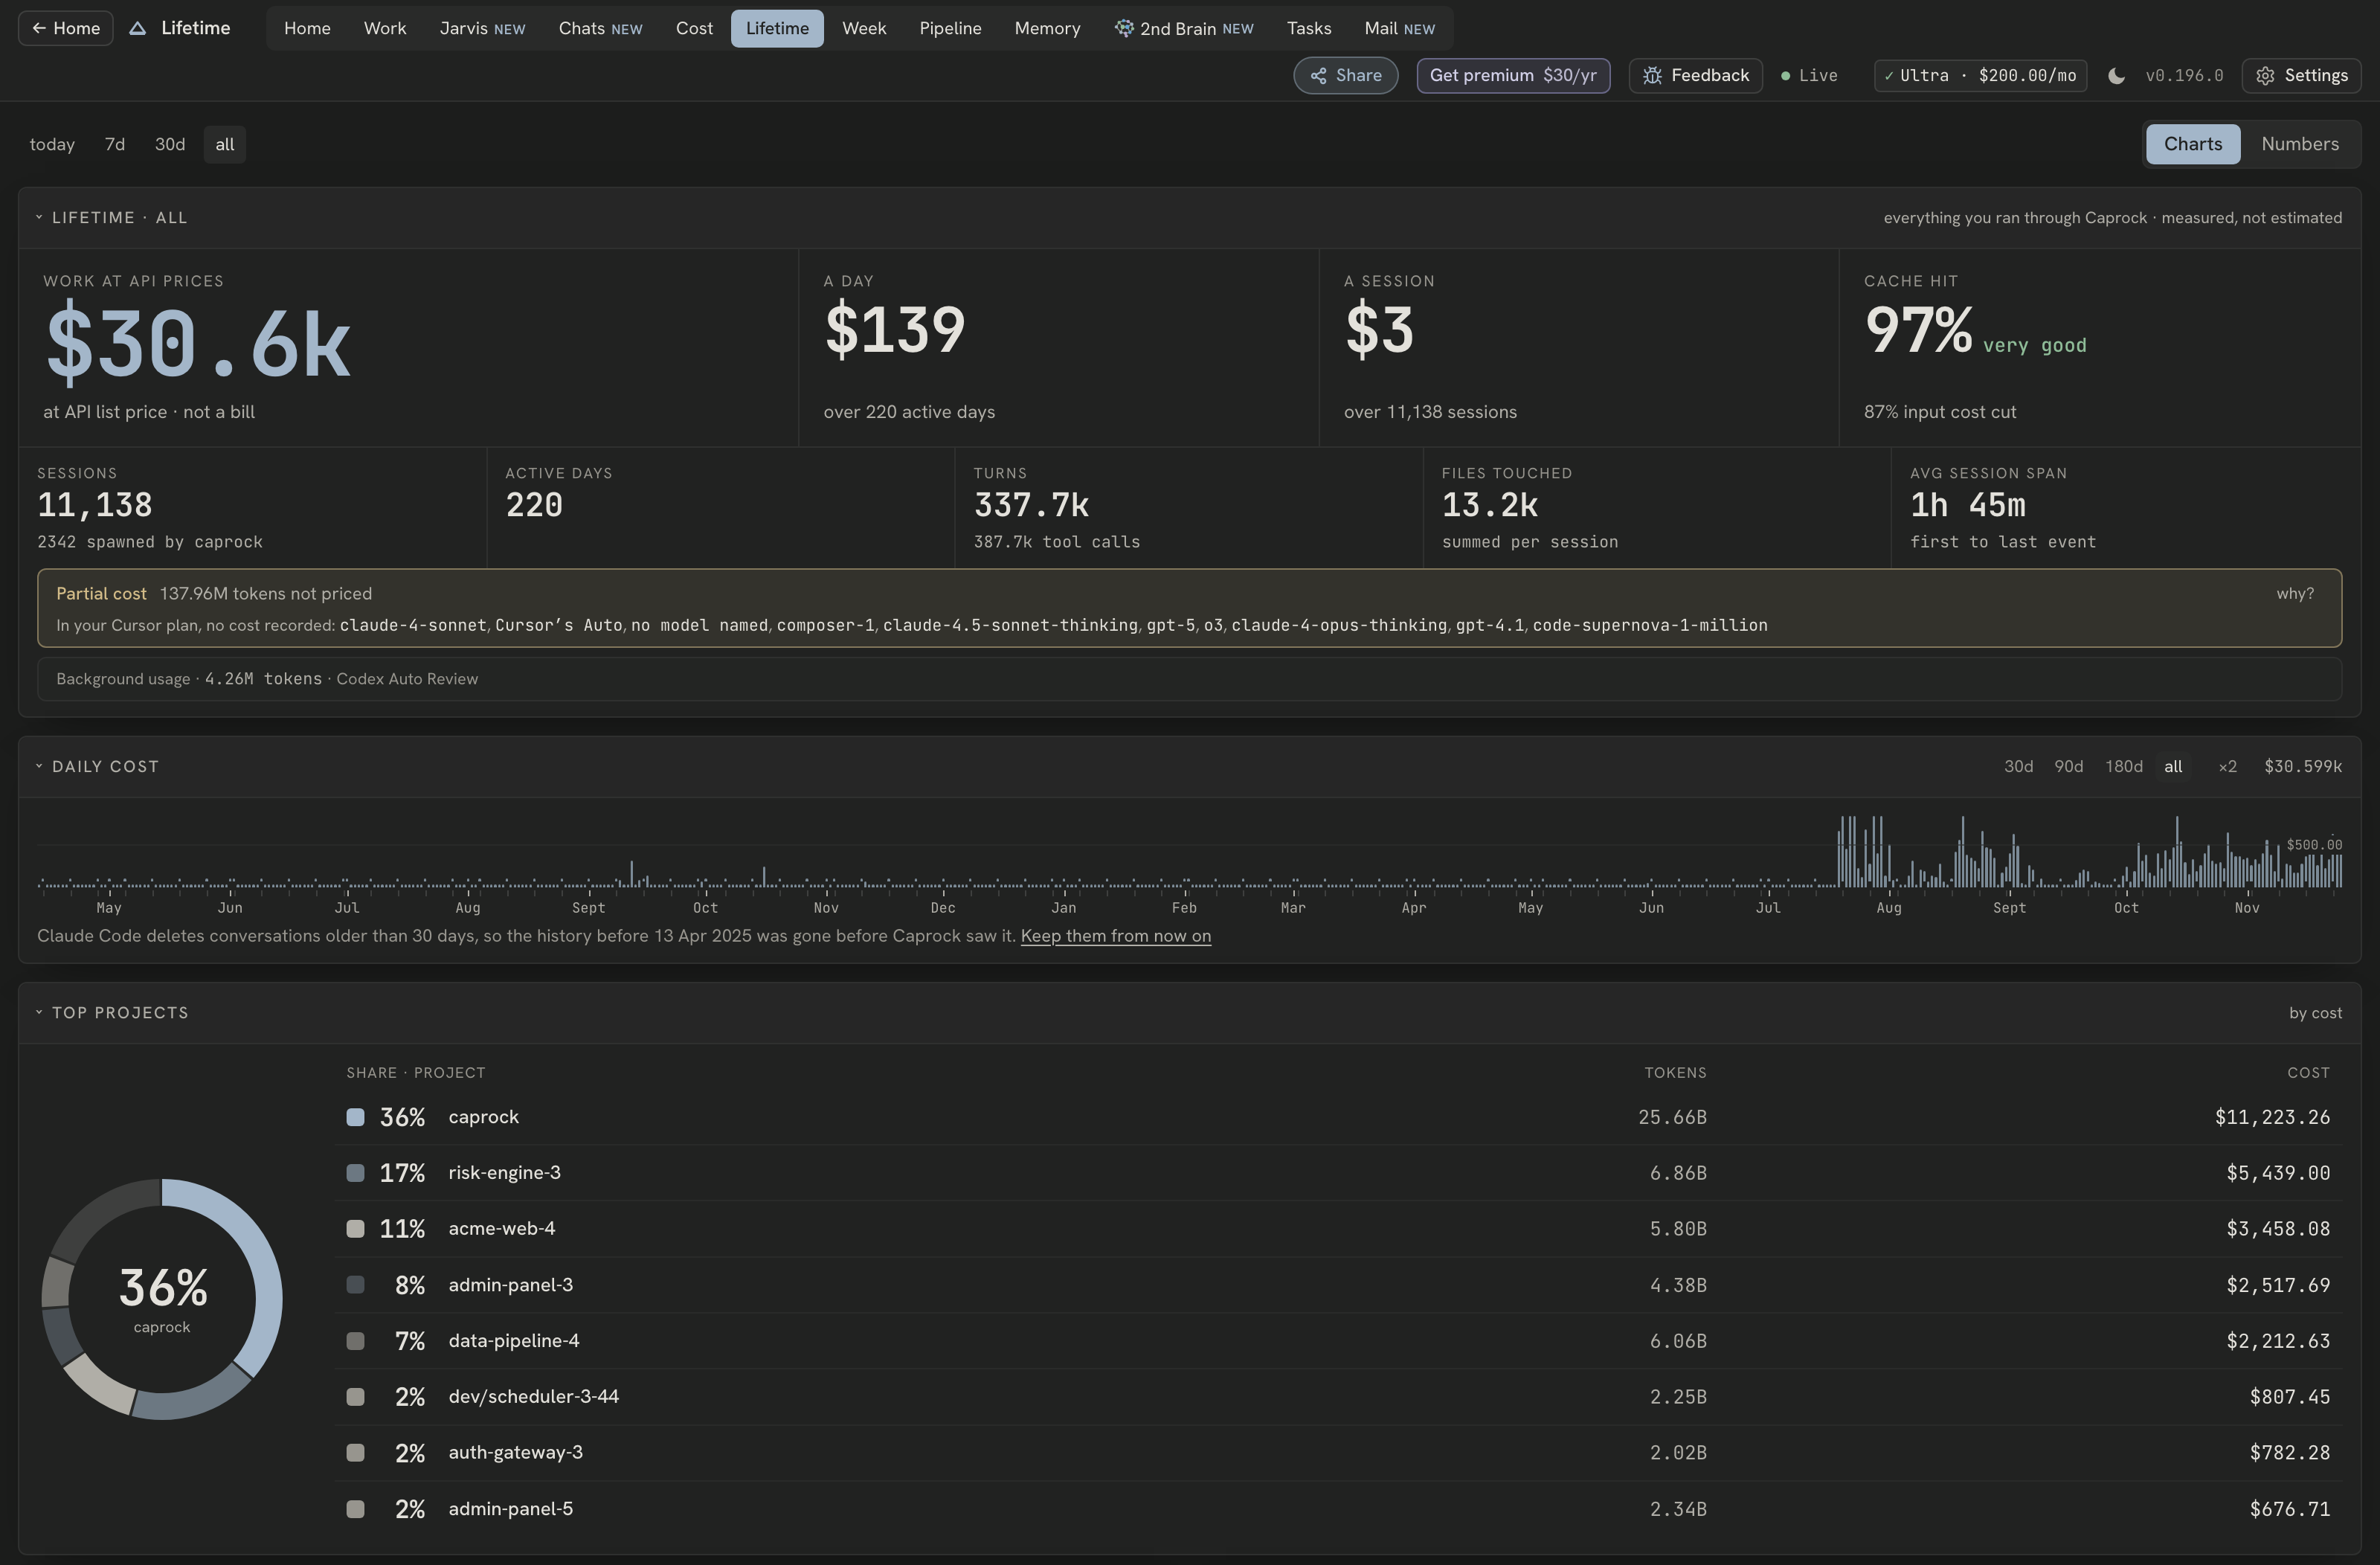 ← Home Lifetime Home Work Jarvis NEW Chats NEW Cost Lifetime Week Pipeline Memory 2nd Brain NEW Tasks Mail NEW
Share Get premium $30/yr Feedback Live ✓ Ultra · $200.00/mo v0.196.0 Settings
today 7d 30d all Charts Numbers
LIFETIME · ALL everything you ran through Caprock · measured, not estimated
WORK AT API PRICES A DAY A SESSION CACHE HIT
$30.6k $139 $3 97% very good
at API list price · not a bill over 220 active days over 11,138 sessions 87% input cost cut
SESSIONS ACTIVE DAYS TURNS FILES TOUCHED AVG SESSION SPAN
11,138 220 337.7k 13.2k 1h 45m
2342 spawned by caprock 387.7k tool calls summed per session first to last event
Partial cost 137.96M tokens not priced why?
In your Cursor plan, no cost recorded: claude-4-sonnet, Cursor’s Auto, no model named, composer-1, claude-4.5-sonnet-thinking, gpt-5, o3, claude-4-opus-thinking, gpt-4.1, code-supernova-1-million
Background usage · 4.26M tokens · Codex Auto Review
DAILY COST 30d 90d 180d all ×2 $30.599k
$500.00
May Jun Jul Aug Sept Oct Nov Dec Jan Feb Mar Apr May Jun Jul Aug Sept Oct Nov
Claude Code deletes conversations older than 30 days, so the history before 13 Apr 2025 was gone before Caprock saw it. Keep them from now on
TOP PROJECTS by cost
SHARE · PROJECT TOKENS COST
36% caprock 25.66B $11,223.26
17% risk-engine-3 6.86B $5,439.00
11% acme-web-4 5.80B $3,458.08
8% admin-panel-3 4.38B $2,517.69
7% data-pipeline-4 6.06B $2,212.63
2% dev/scheduler-3-44 2.25B $807.45
2% auth-gateway-3 2.02B $782.28
2% admin-panel-5 2.34B $676.71
36%
caprock